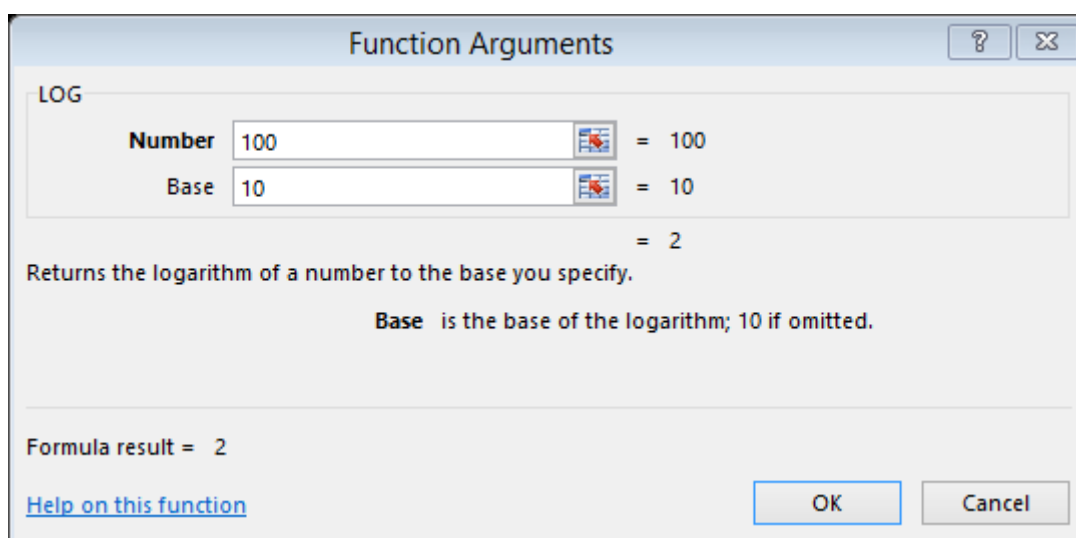 Function Arguments
LOG
Number 100 = 100
Base 10 = 10
= 2
Returns the logarithm of a number to the base you specify.
Base is the base of the logarithm; 10 if omitted.
Formula result = 2
Help on this function OK Cancel